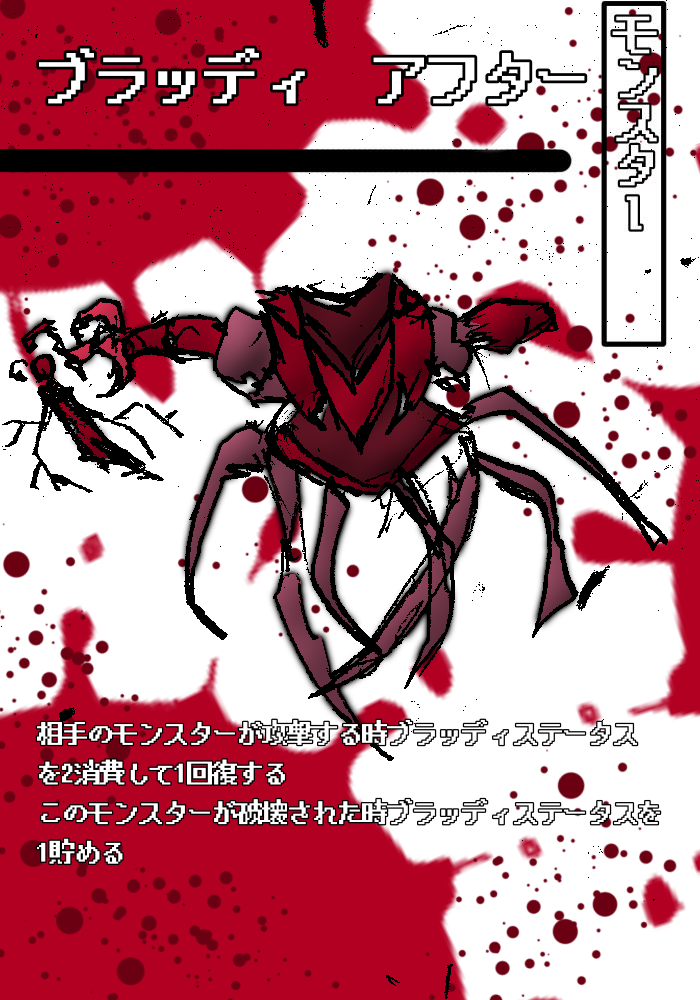 ブラッディ　アフター
モンスター
相手のモンスターが攻撃する時ブラッディステータス
を2消費して1回復する
このモンスターが破壊された時ブラッディステータスを
1貯める